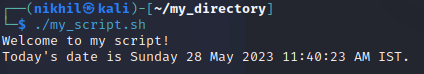 ┌──(nikhil㉿kali)-[~/my_directory]
└─$ ./my_script.sh
Welcome to my script!
Today's date is Sunday 28 May 2023 11:40:23 AM IST.